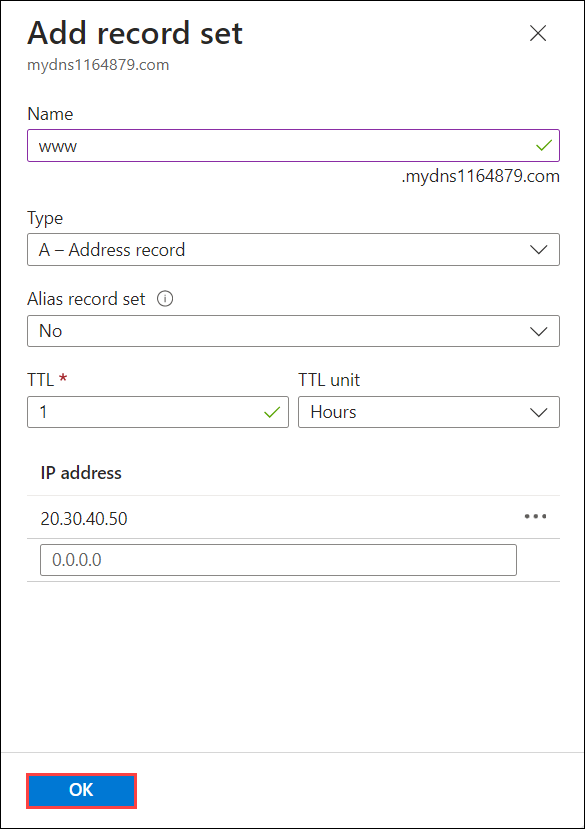 Add record set
mydns1164879.com
Name
www
.mydns1164879.com
Type
A – Address record
Alias record set
No
TTL * TTL unit
1 Hours
IP address
20.30.40.50
0.0.0.0
OK